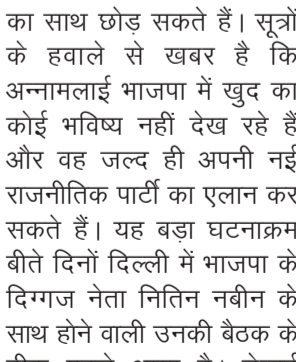 का साथ छोड़ सकते हैं। सूत्रों
के हवाले से खबर है कि
अन्नामलाई भाजपा में खुद का
कोई भविष्य नहीं देख रहे हैं
और वह जल्द ही अपनी नई
राजनीतिक पार्टी का एलान कर
सकते हैं। यह बड़ा घटनाक्रम
बीते दिनों दिल्ली में भाजपा के
दिग्गज नेता नितिन नबीन के
साथ होने वाली उनकी बैठक के